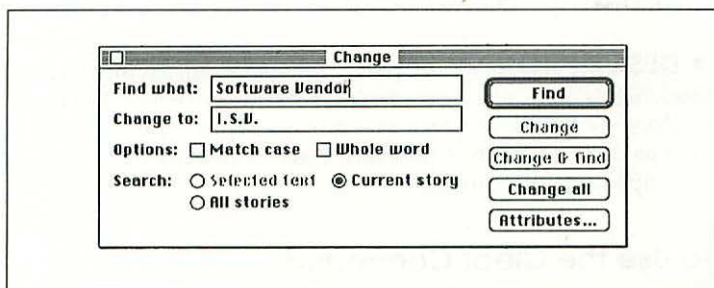 Change
Find what: Software Vendor
Find
Change to: I.S.V.
Change
Options: Match case Whole word
Change & find
Search: Selected text Current story
Change all
All stories
Attributes...